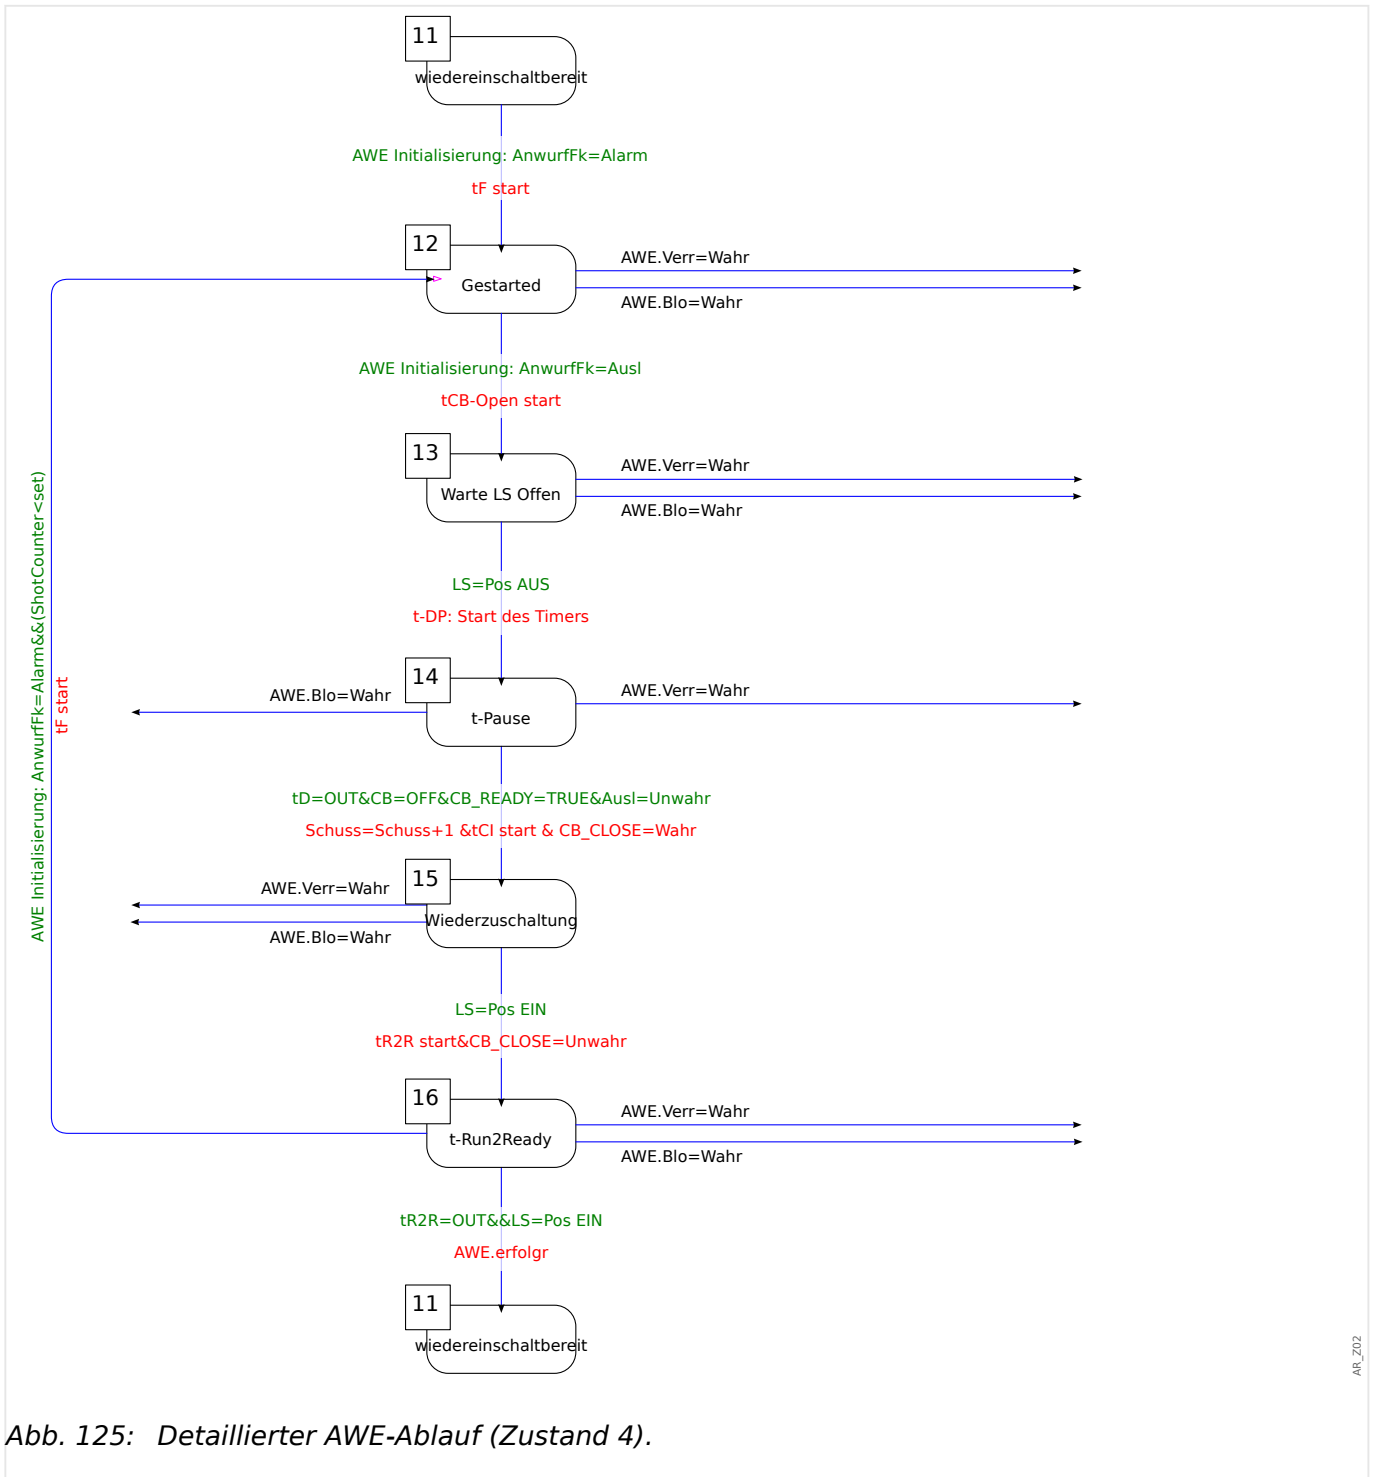 11
wiedereinschaltbereit
AWE Initialisierung: AnwurfFk=Alarm
tF start
12
Gestarted
AWE.Verr=Wahr
AWE.Blo=Wahr
AWE Initialisierung: AnwurfFk=Ausl
tCB-Open start
13
Warte LS Offen
AWE.Verr=Wahr
AWE.Blo=Wahr
AWE Initialisierung: AnwurfFk=Alarm&&(ShotCounter<set)
tF start
LS=Pos AUS
t-DP: Start des Timers
14
t-Pause
AWE.Blo=Wahr
AWE.Verr=Wahr
tD=OUT&CB=OFF&CB_READY=TRUE&Ausl=Unwahr
Schuss=Schuss+1 &tCI start & CB_CLOSE=Wahr
15
Wiederzuschaltung
AWE.Verr=Wahr
AWE.Blo=Wahr
LS=Pos EIN
tR2R start&CB_CLOSE=Unwahr
16
t-Run2Ready
AWE.Verr=Wahr
AWE.Blo=Wahr
tR2R=OUT&&LS=Pos EIN
AWE.erfolgr
11
wiedereinschaltbereit
AR_Z02
Abb. 125: Detaillierter AWE-Ablauf (Zustand 4).